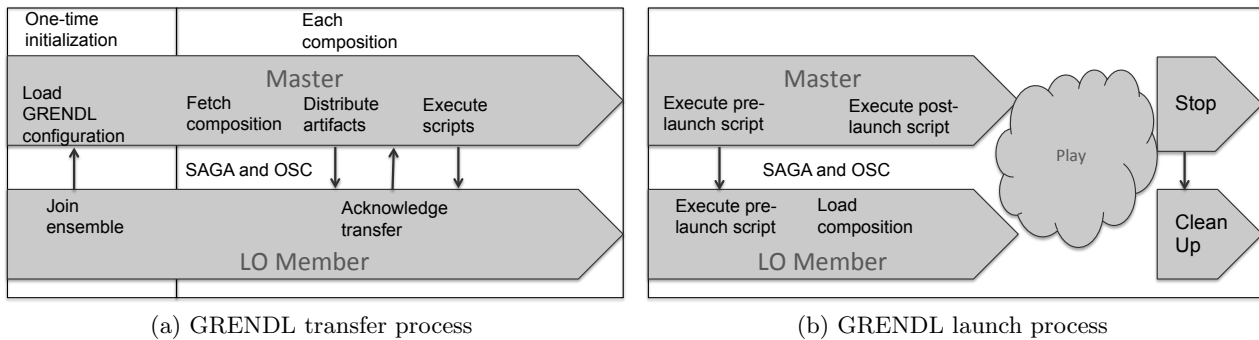 One-time
initialization
Each
composition
Master
Load
GRENDL
configuration
Fetch
composition
Distribute
artifacts
Execute
scripts
SAGA and OSC
Join
ensemble
Acknowledge
transfer
LO Member
(a) GRENDL transfer process
Master
Execute pre-
launch script
Execute post-
launch script
SAGA and OSC
Execute pre-
launch script
Load
composition
LO Member
Play
Stop
Clean
Up
(b) GRENDL launch process